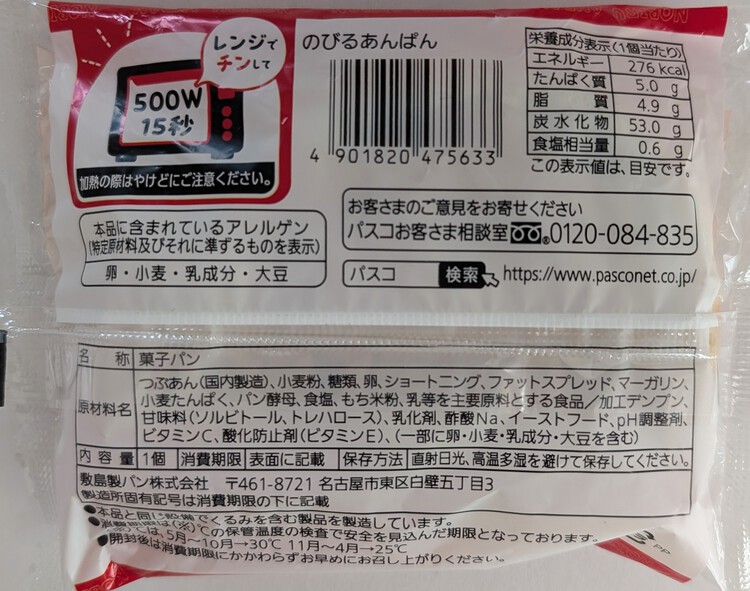 レンジで
チンして
500W
15秒
加熱の際はやけどにご注意ください。
のびるあんぱん
4 901820 475633
栄養成分表示(1個当たり)
エネルギー 276 kcal
たんぱく質 5.0 g
脂質 4.9 g
炭水化物 53.0 g
食塩相当量 0.6 g
この表示値は、目安です。
本品に含まれているアレルゲン
(特定原材料及びそれに準ずるものを表示)
卵・小麦・乳成分・大豆
お客さまのご意見をお寄せください
パスコお客さま相談室 0120-084-835
パスコ 検索 https://www.pasconet.co.jp/
名称 菓子パン
原材料名 つぶあん(国内製造)、小麦粉、糖類、卵、ショートニング、ファットスプレッド、マーガリン、
小麦たんぱく、パン酵母、食塩、もち米粉、乳等を主要原料とする食品/加工デンプン、
甘味料(ソルビトール、トレハロース)、乳化剤、酢酸Na、イーストフード、pH調整剤、
ビタミンC、酸化防止剤(ビタミンE)、(一部に卵・小麦・乳成分・大豆を含む)
内容量 1個 消費期限 表面に記載 保存方法 直射日光、高温多湿を避けて保存してください。
敷島製パン株式会社 〒461-8721 名古屋市東区白壁五丁目3
製造所固有記号は消費期限の下に記載
●本品と同じ設備でくるみを含む製品を製造しています。
●消費期限は(※)℃の保管温度の検査で安全を見込んだ期限となっております。
(※)では、5月〜10月→30℃ 11月〜4月→25℃
●開封後は消費期限にかかわらずお早めにお召し上がりください。
PP